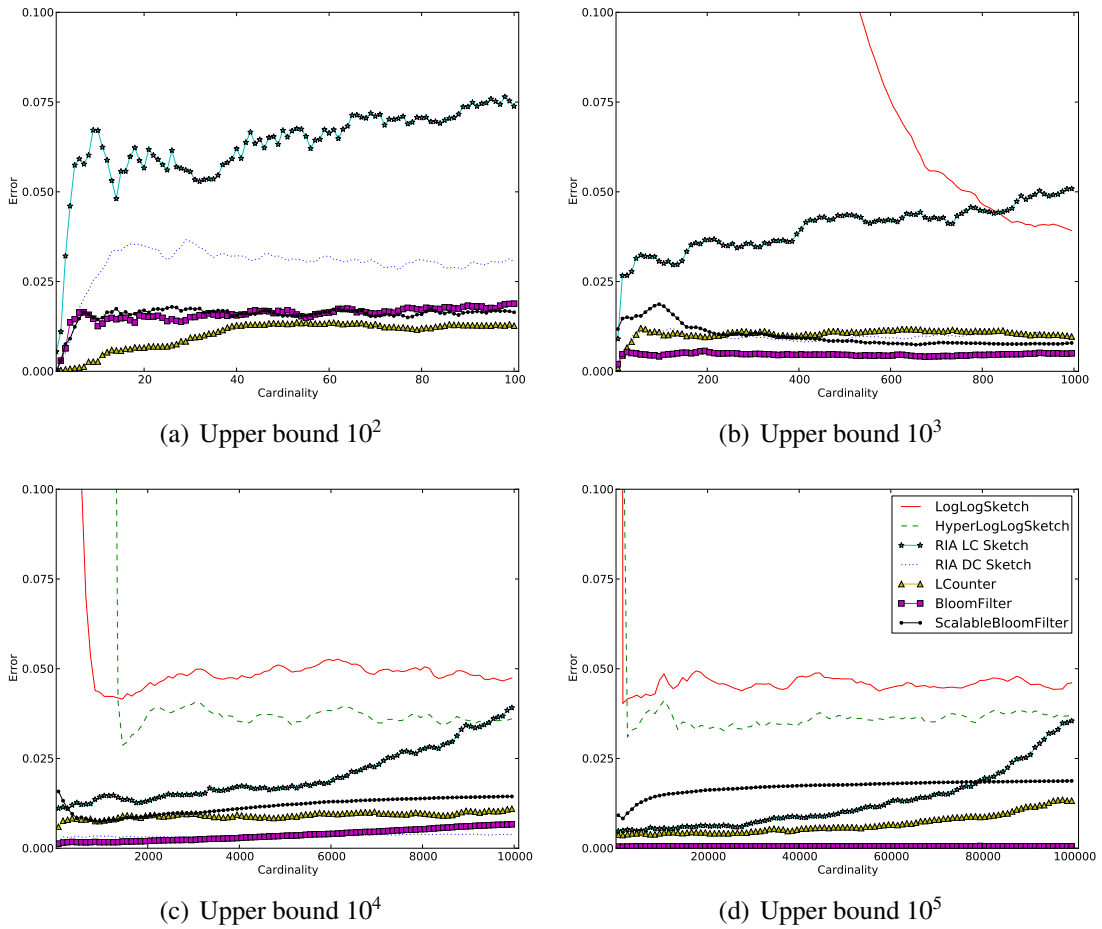 0.100
0.075
0.050
0.025
0.000
Error
20
40
60
80
100
Cardinality
(a) Upper bound 10²
0.100
0.075
0.050
0.025
0.000
Error
200
400
600
800
1000
Cardinality
(b) Upper bound 10³
0.100
0.075
0.050
0.025
0.000
Error
2000
4000
6000
8000
10000
Cardinality
(c) Upper bound 10⁴
0.100
0.075
0.050
0.025
0.000
Error
LogLogSketch
HyperLogLogSketch
RIA LC Sketch
RIA DC Sketch
LCounter
BloomFilter
ScalableBloomFilter
20000
40000
60000
80000
100000
Cardinality
(d) Upper bound 10⁵